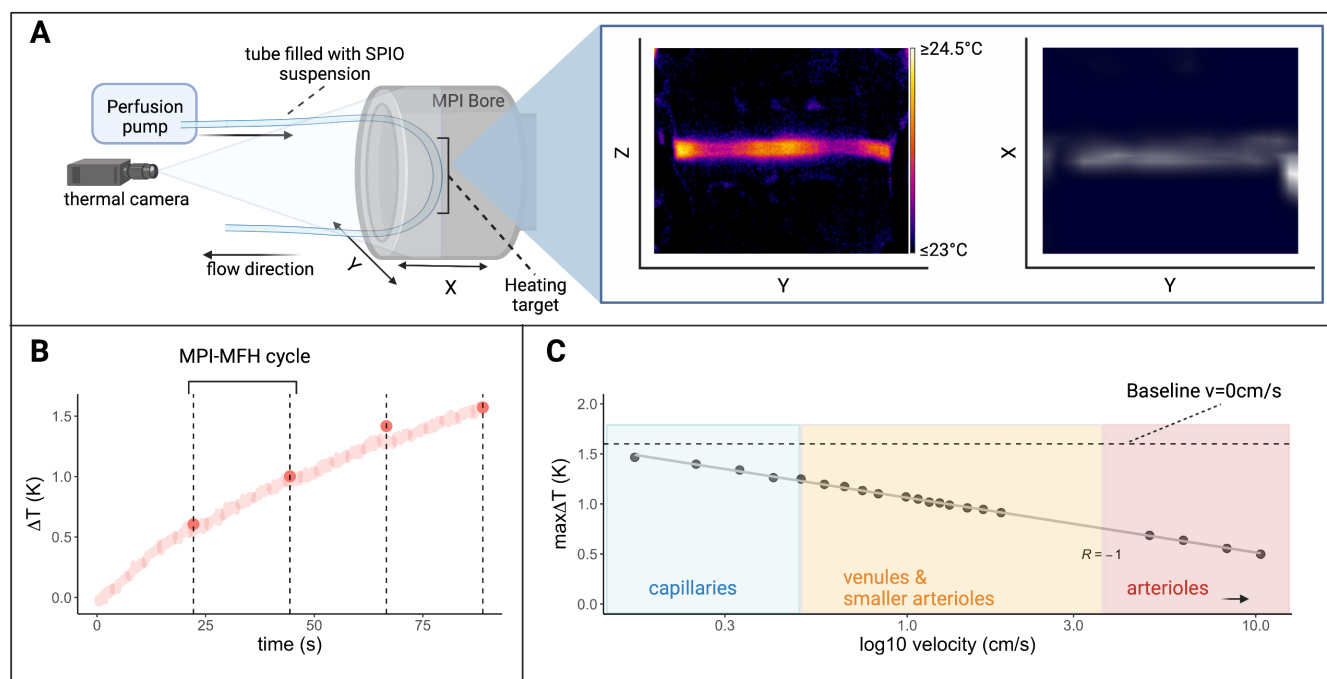 A
tube filled with SPIO
suspension
Perfusion
pump
MPI Bore
thermal camera
flow direction
Y
X
Heating
target
Z
Y
≥24.5°C
≤23°C
X
Y
B
MPI-MFH cycle
ΔT (K)
1.5
1.0
0.5
0.0
0
25
50
75
time (s)
C
Baseline v=0cm/s
maxΔT (K)
2.0
1.5
1.0
0.5
0.0
R = −1
capillaries
venules &
smaller arterioles
arterioles
0.3
1.0
3.0
10.0
log10 velocity (cm/s)